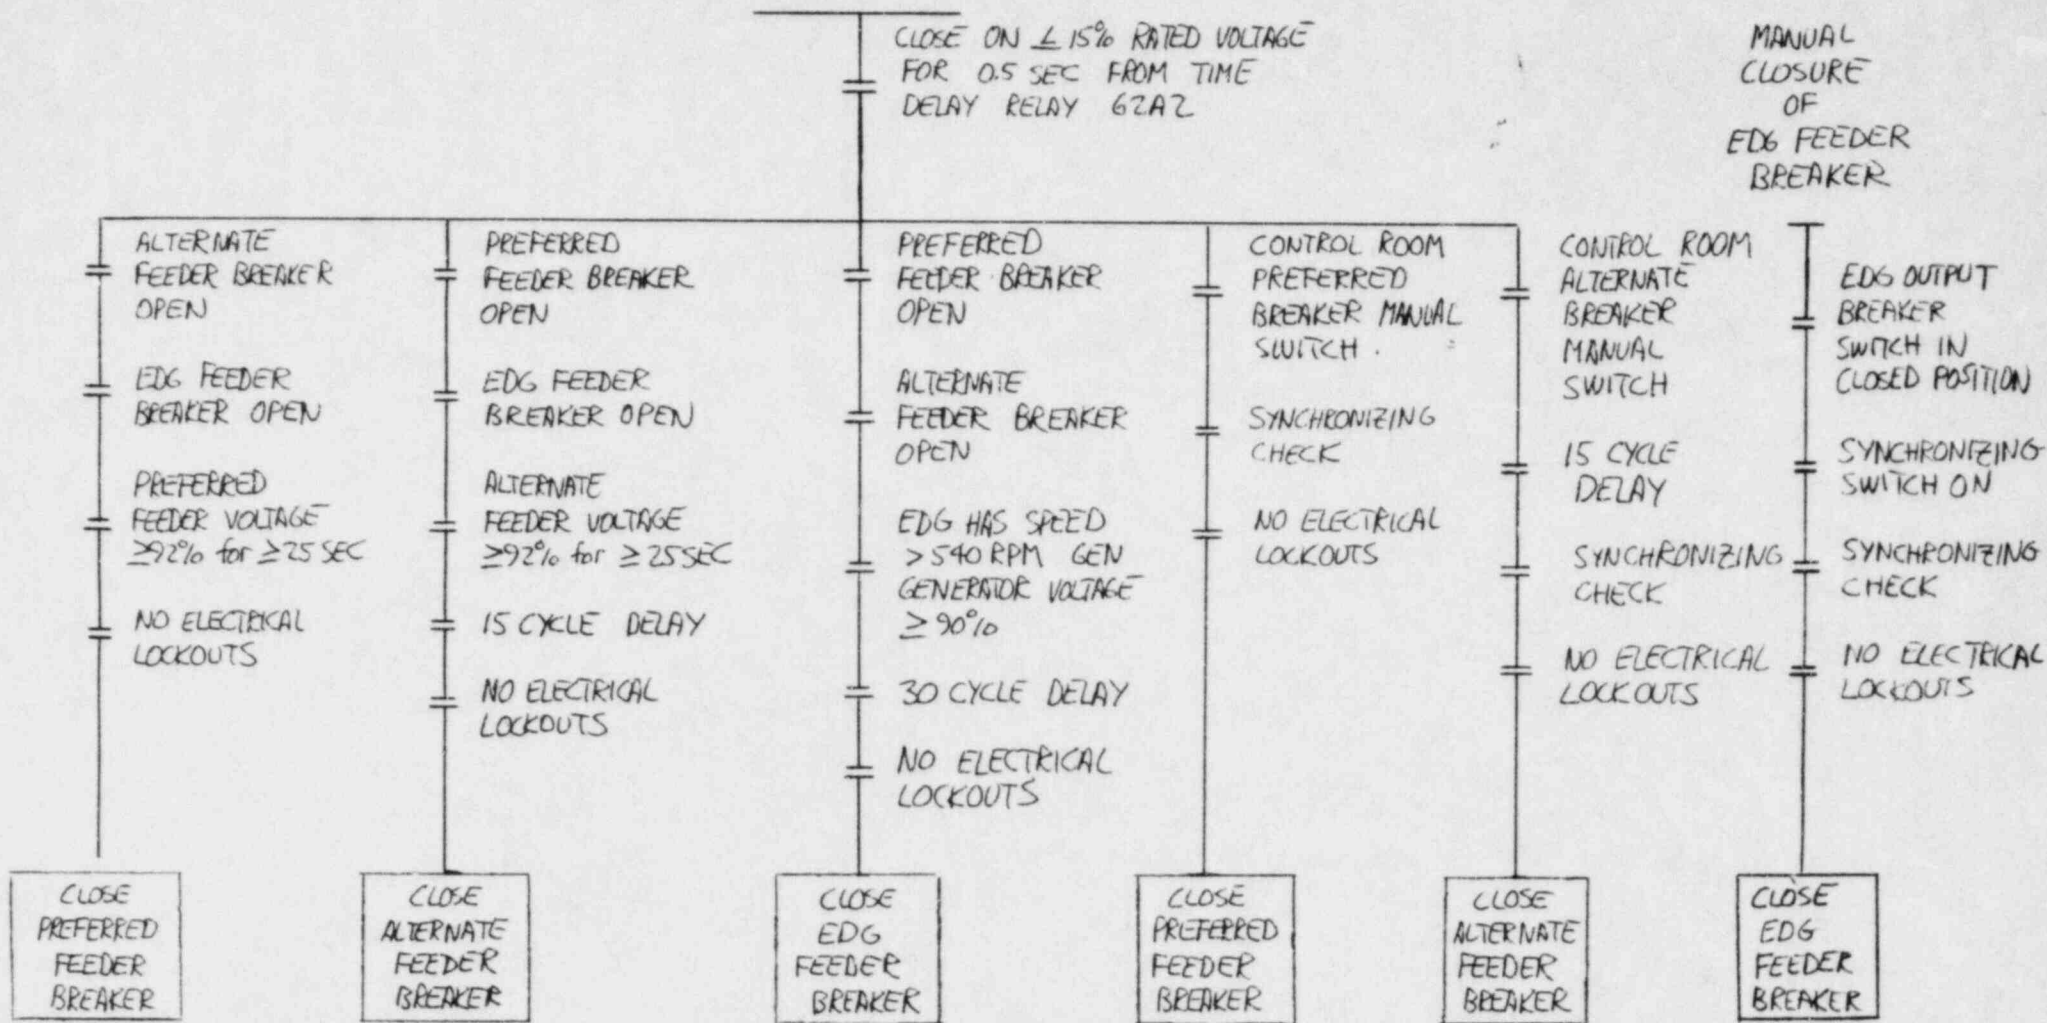 CLOSE ON ≤ 15% RATED VOLTAGE
FOR 0.5 SEC FROM TIME
DELAY RELAY 62A2
MANUAL
CLOSURE
OF
EDG FEEDER
BREAKER
ALTERNATE
FEEDER BREAKER
OPEN
EDG FEEDER
BREAKER OPEN
PREFERRED
FEEDER VOLTAGE
≥92% for ≥25 SEC
NO ELECTRICAL
LOCKOUTS
CLOSE
PREFERRED
FEEDER
BREAKER
PREFERRED
FEEDER BREAKER
OPEN
EDG FEEDER
BREAKER OPEN
ALTERNATE
FEEDER VOLTAGE
≥92% for ≥25 SEC
15 CYCLE DELAY
NO ELECTRICAL
LOCKOUTS
CLOSE
ALTERNATE
FEEDER
BREAKER
PREFERRED
FEEDER BREAKER
OPEN
ALTERNATE
FEEDER BREAKER
OPEN
EDG HAS SPEED
>540 RPM GEN
GENERATOR VOLTAGE
≥90%
30 CYCLE DELAY
NO ELECTRICAL
LOCKOUTS
CLOSE
EDG
FEEDER
BREAKER
CONTROL ROOM
PREFERRED
BREAKER MANUAL
SWITCH.
SYNCHRONIZING
CHECK
NO ELECTRICAL
LOCKOUTS
CLOSE
PREFERRED
FEEDER
BREAKER
CONTROL ROOM
ALTERNATE
BREAKER
MANUAL
SWITCH
15 CYCLE
DELAY
SYNCHRONIZING
CHECK
NO ELECTRICAL
LOCKOUTS
CLOSE
ALTERNATE
FEEDER
BREAKER
EDG OUTPUT
BREAKER
SWITCH IN
CLOSED POSITION
SYNCHRONIZING
SWITCH ON
SYNCHRONIZING
CHECK
NO ELECTRICAL
LOCKOUTS
CLOSE
EDG
FEEDER
BREAKER